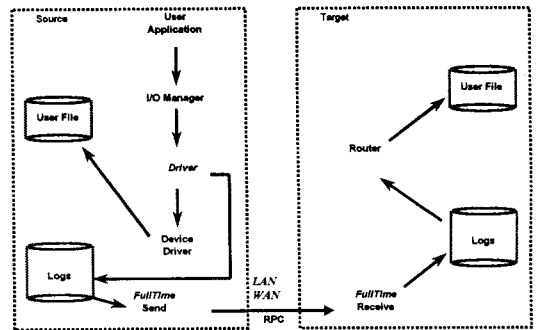 Source
User
Application
I/O Manager
User File
Driver
Device
Driver
Logs
FullTime
Send
LAN
WAN
RPC
Target
User File
Router
Logs
FullTime
Receive